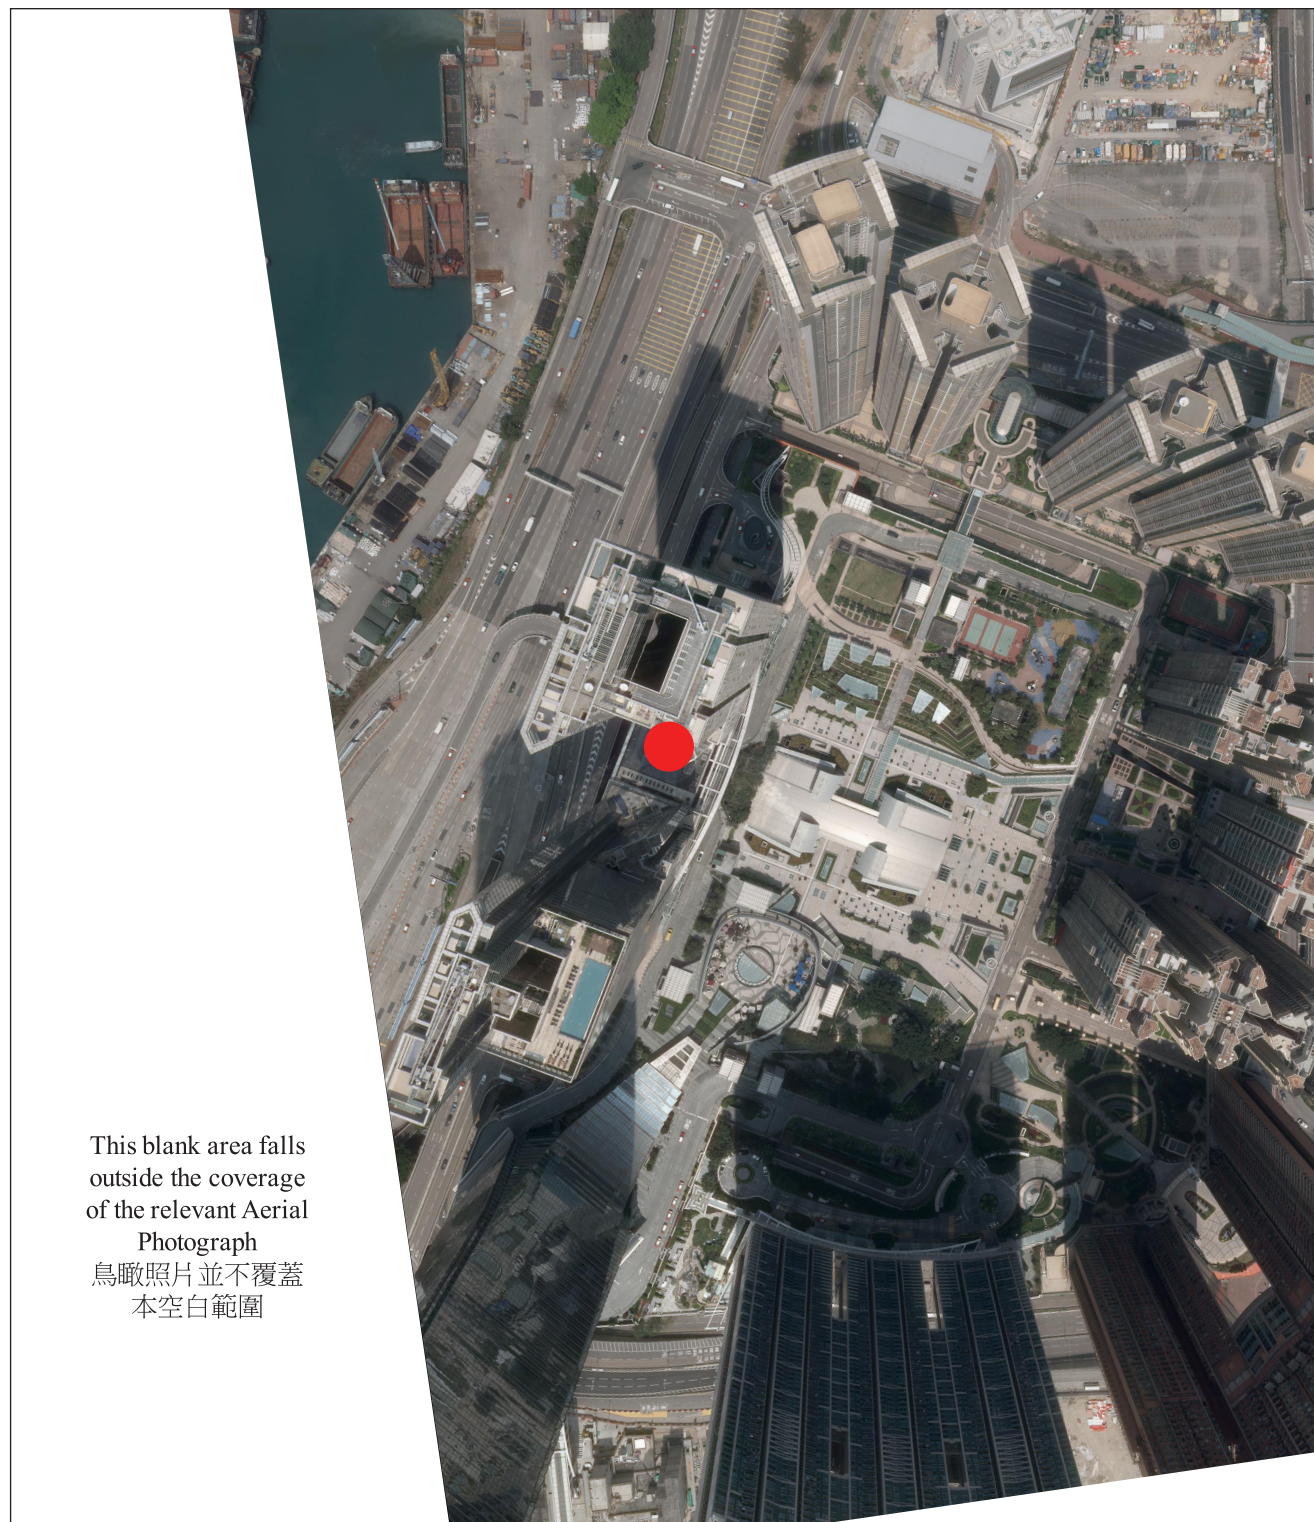 This blank area falls
outside the coverage
of the relevant Aerial
Photograph
鳥瞰照片並不覆蓋
本空白範圍